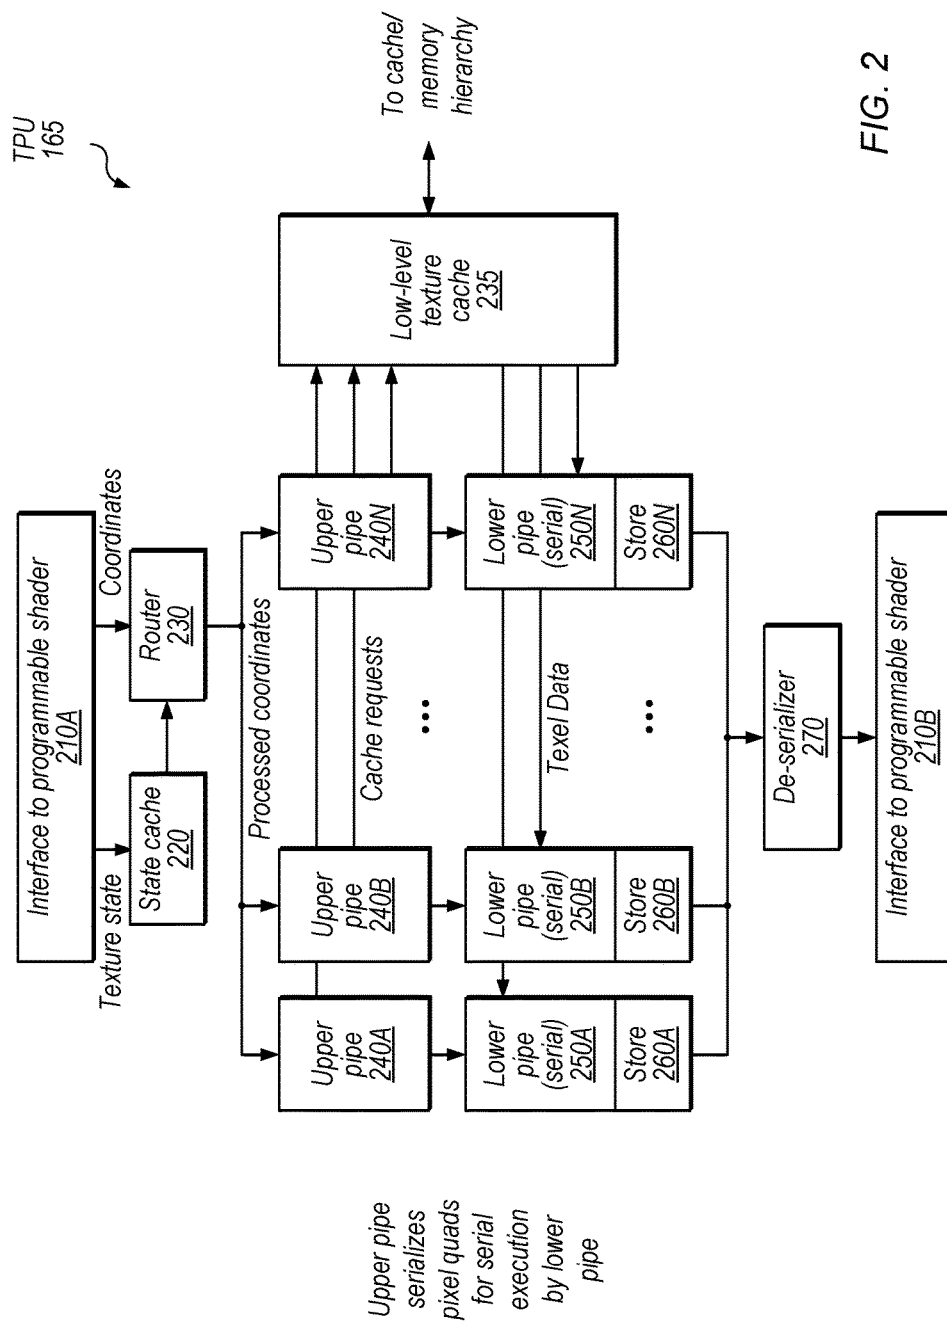 TPU
165
Interface to programmable shader
210A
Texture state
Coordinates
State cache
220
Router
230
Processed coordinates
Upper
pipe
240A
Upper
pipe
240B
Upper
pipe
240N
Cache requests
...
Low-level
texture
cache
235
To cache/
memory
hierarchy
Upper pipe
serializes
pixel quads
for serial
execution
by lower
pipe
Lower
pipe
(serial)
250A
Store
260A
Lower
pipe
(serial)
250B
Store
260B
Texel Data
...
Lower
pipe
(serial)
250N
Store
260N
De-serializer
270
Interface to programmable shader
210B
FIG. 2